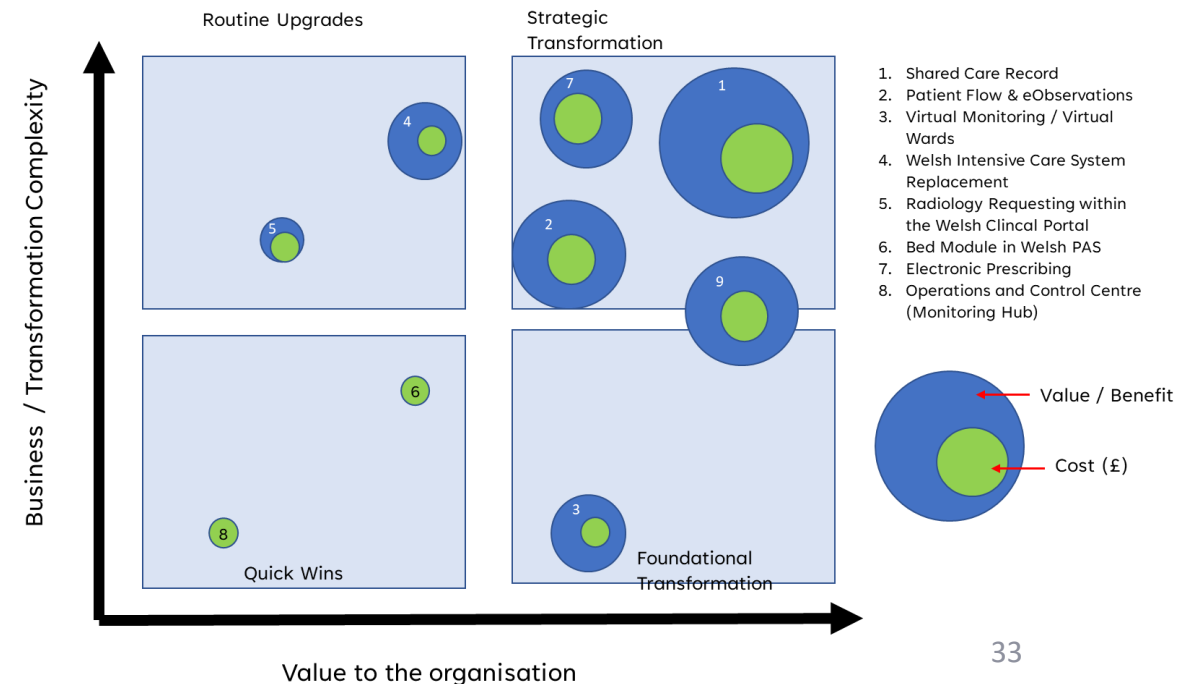 Routine Upgrades
Strategic
Transformation
Business / Transformation Complexity
7
1
4
2
5
9
6
3
8
Quick Wins
Foundational
Transformation
Value to the organisation
1. Shared Care Record
2. Patient Flow & eObservations
3. Virtual Monitoring / Virtual
Wards
4. Welsh Intensive Care System
Replacement
5. Radiology Requesting within
the Welsh Clincal Portal
6. Bed Module in Welsh PAS
7. Electronic Prescribing
8. Operations and Control Centre
(Monitoring Hub)
Value / Benefit
Cost (£)
33